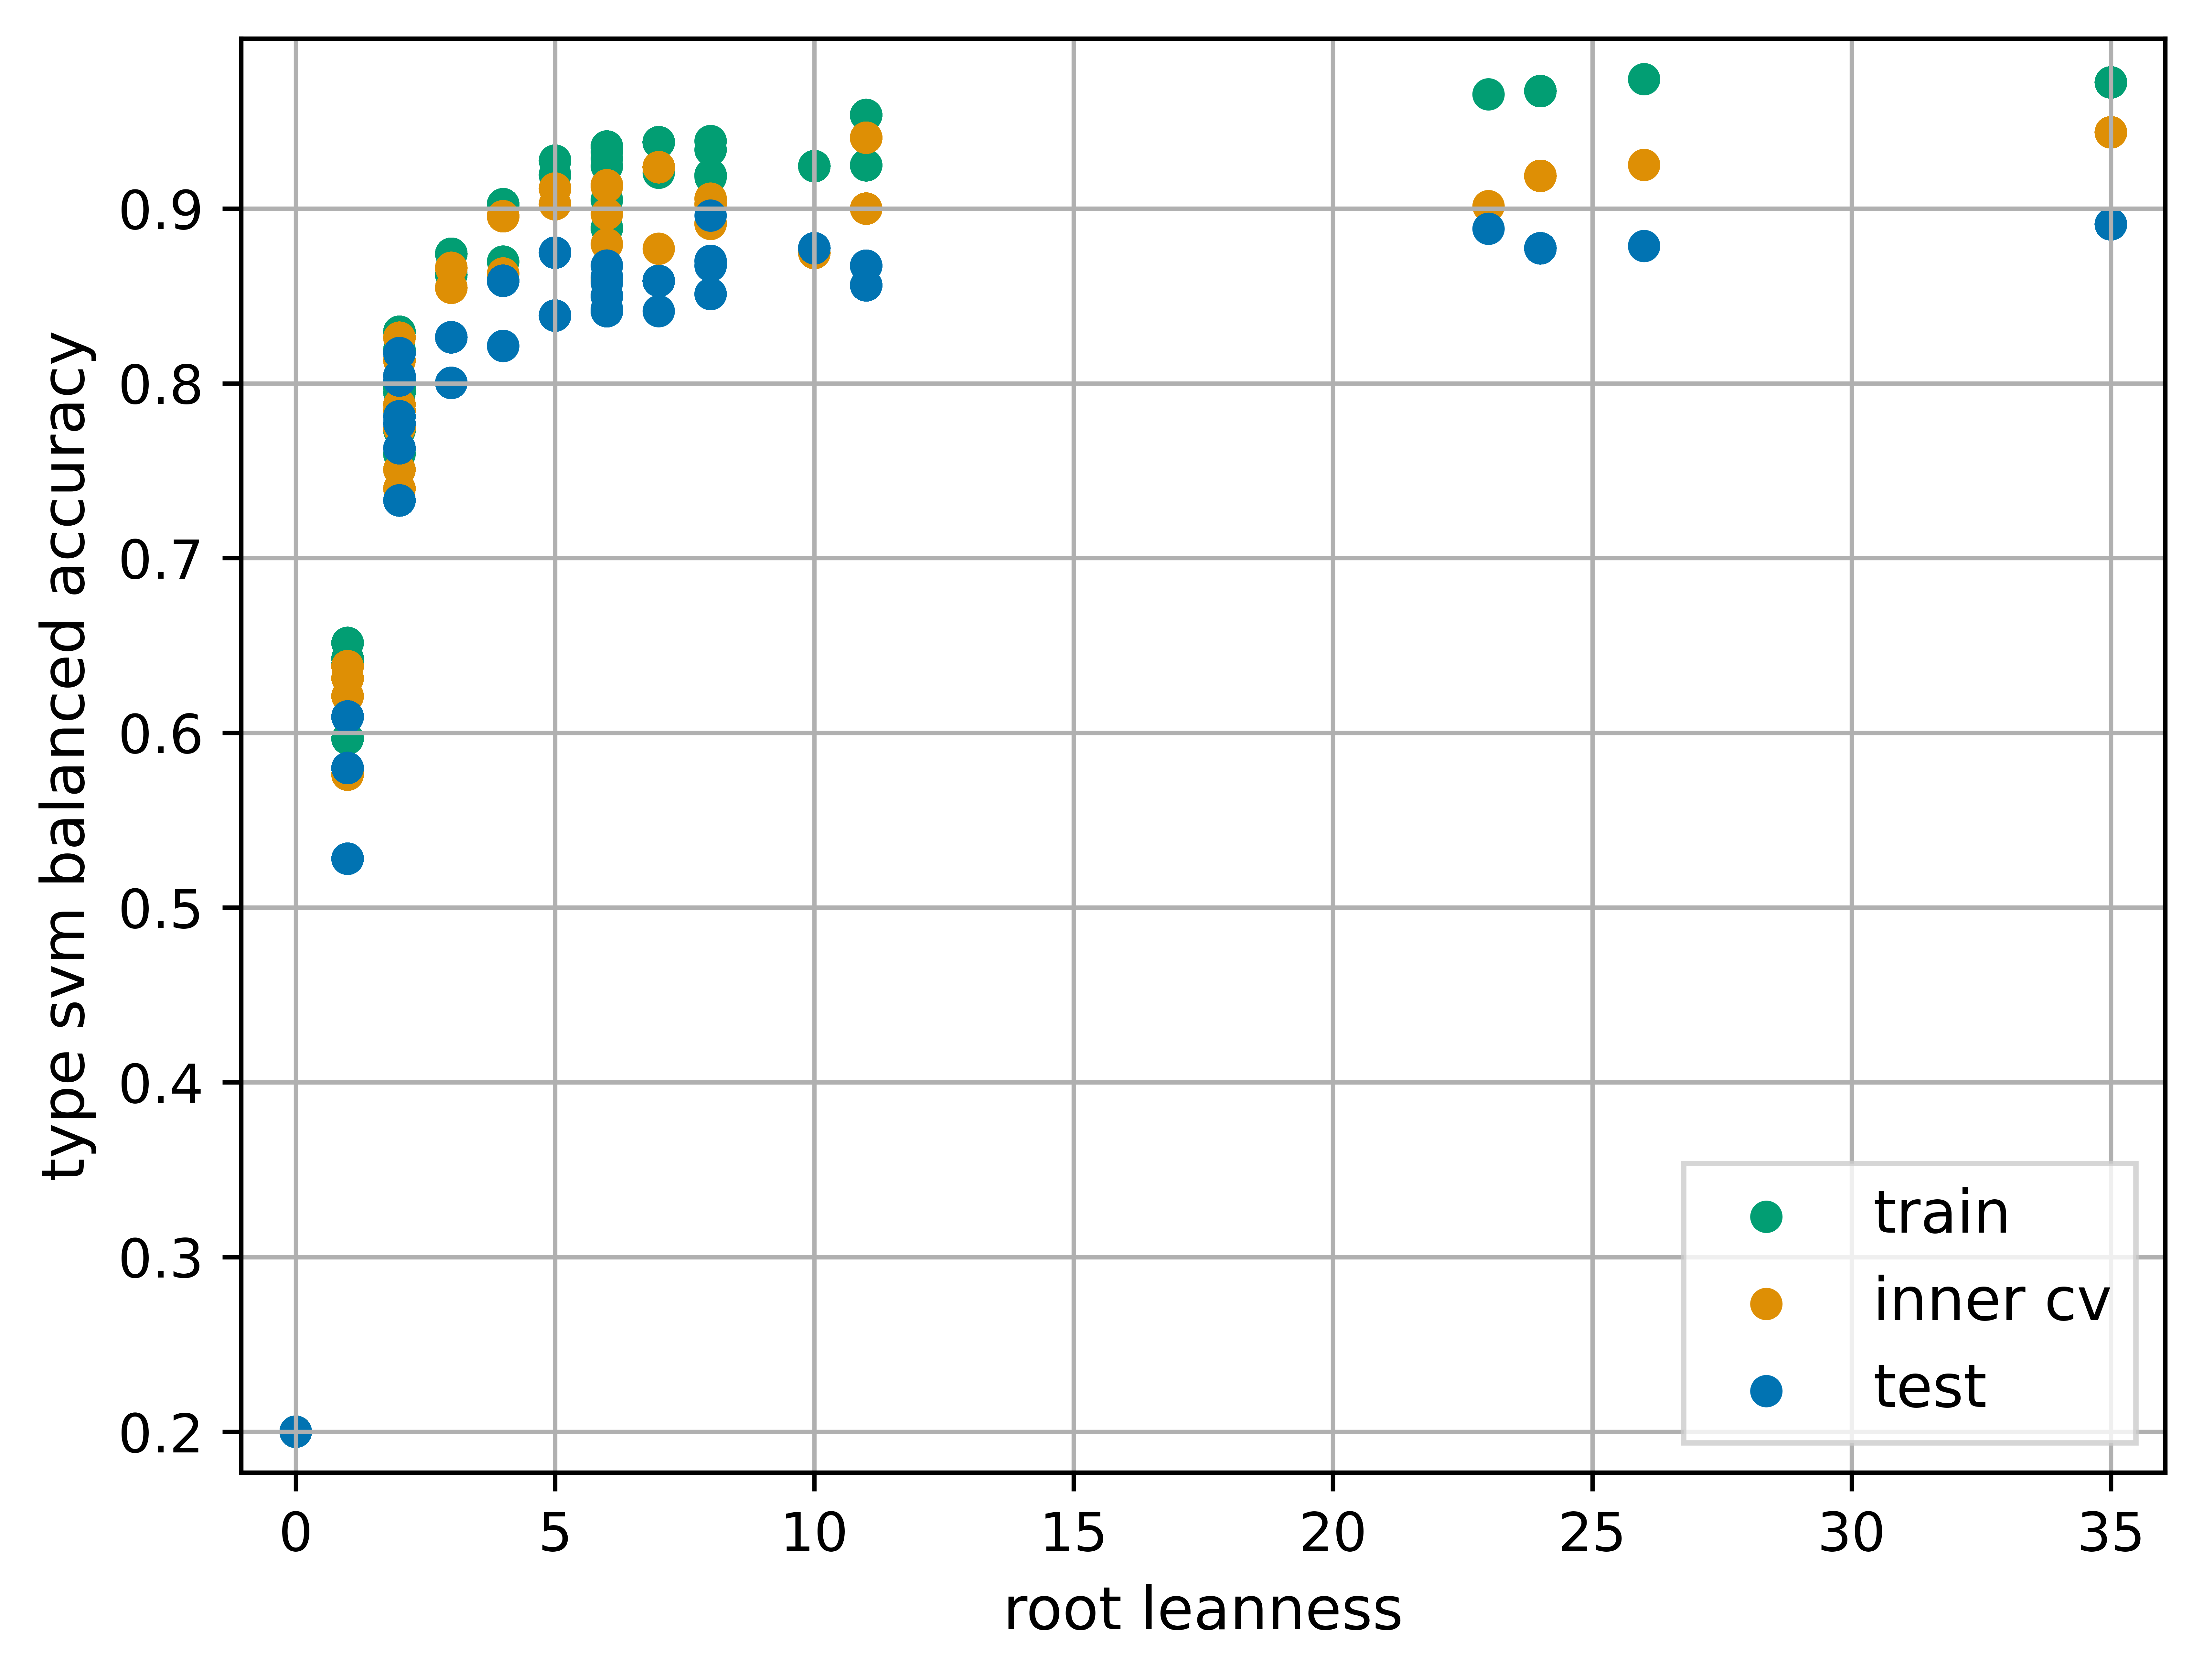 type svm balanced accuracy
0.9
0.8
0.7
0.6
0.5
0.4
0.3
0.2
train
inner cv
test
0 5 10 15 20 25 30 35
root leanness